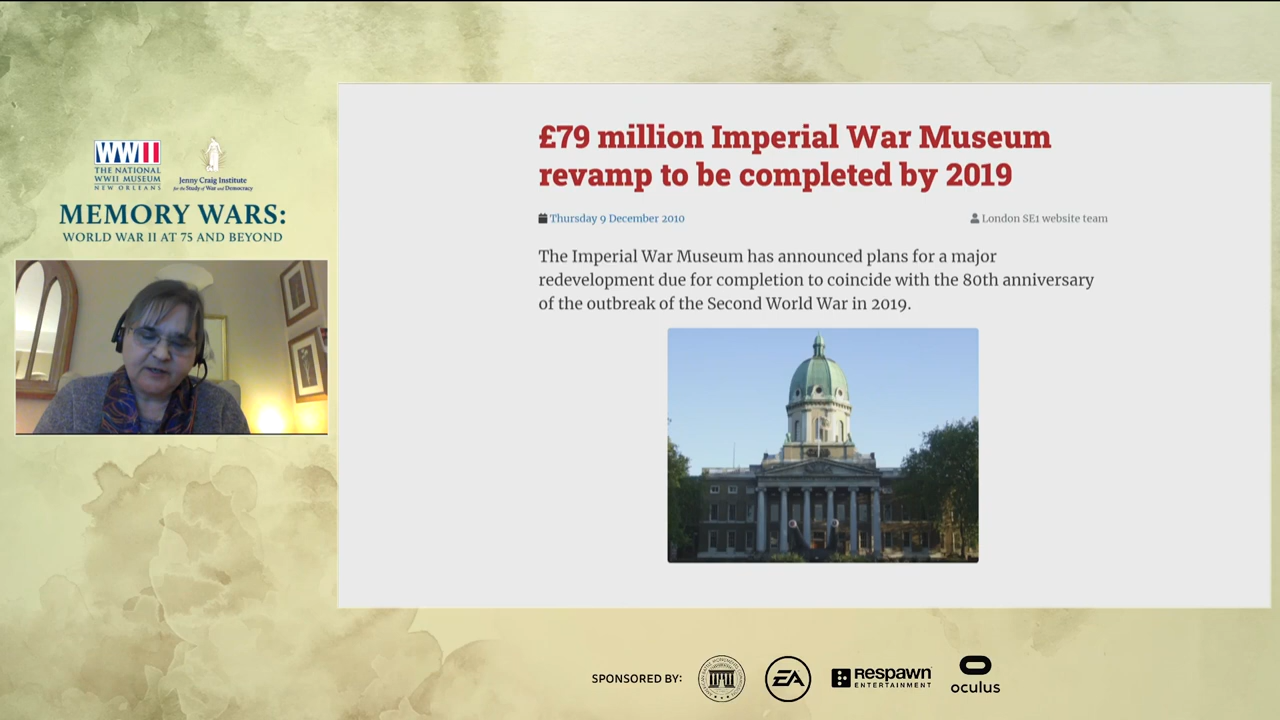 WWII
THE NATIONAL
WWII MUSEUM
NEW ORLEANS
Jenny Craig Institute
for the Study of War and Democracy
MEMORY WARS:
WORLD WAR II AT 75 AND BEYOND
£79 million Imperial War Museum
revamp to be completed by 2019
Thursday 9 December 2010
London SE1 website team
The Imperial War Museum has announced plans for a major
redevelopment due for completion to coincide with the 80th anniversary
of the outbreak of the Second World War in 2019.
SPONSORED BY:
EA
RESPAWN
ENTERTAINMENT
oculus